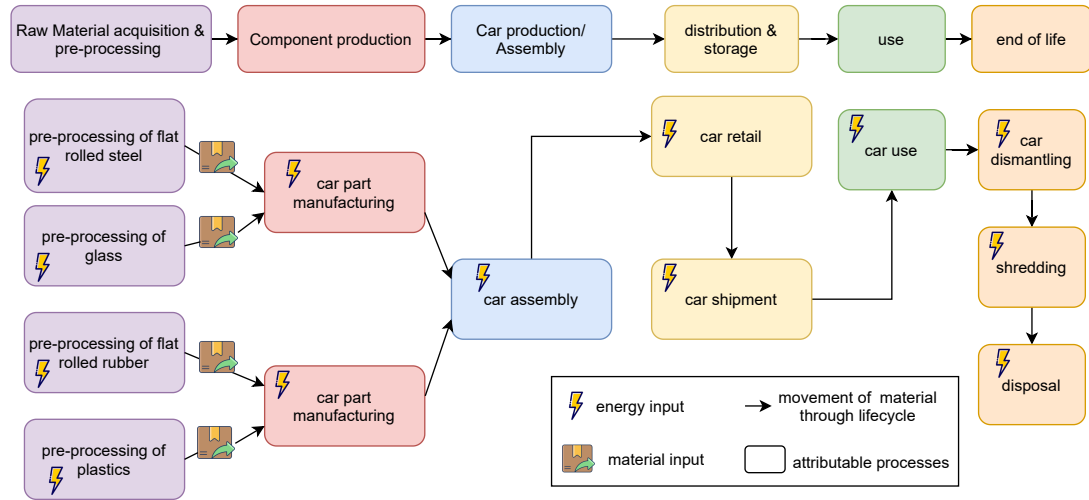 Raw Material acquisition &
pre-processing
Component production
Car production/
Assembly
distribution &
storage
use
end of life
pre-processing of flat
rolled steel
pre-processing of
glass
pre-processing of flat
rolled rubber
pre-processing of
plastics
car part
manufacturing
car part
manufacturing
car assembly
car retail
car shipment
car use
car
dismantling
shredding
disposal
energy input
movement of material
through lifecycle
material input
attributable processes